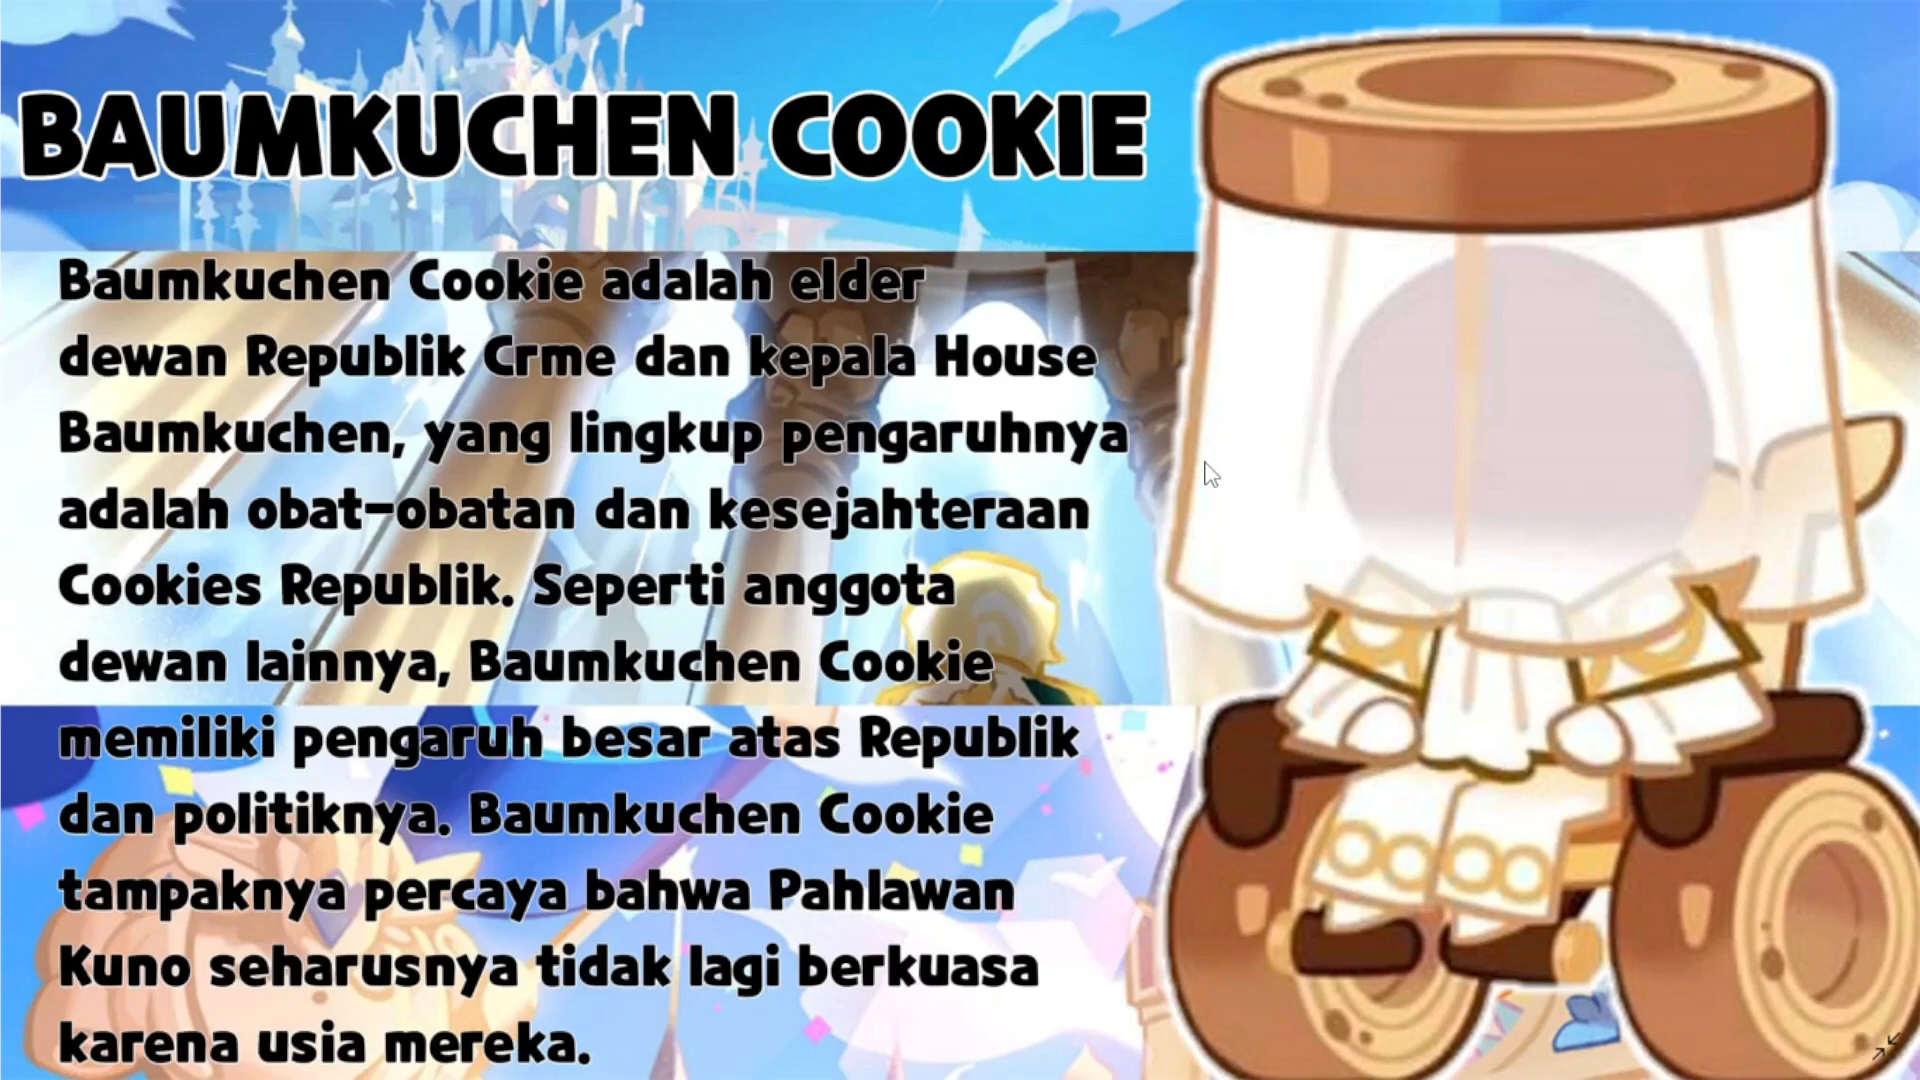 BAUMKUCHEN COOKIE
Baumkuchen Cookie adalah elder
dewan Republik Crme dan kepala House
Baumkuchen, yang lingkup pengaruhnya
adalah obat-obatan dan kesejahteraan
Cookies Republik. Seperti anggota
dewan lainnya, Baumkuchen Cookie
memiliki pengaruh besar atas Republik
dan politiknya. Baumkuchen Cookie
tampaknya percaya bahwa Pahlawan
Kuno seharusnya tidak lagi berkuasa
karena usia mereka.